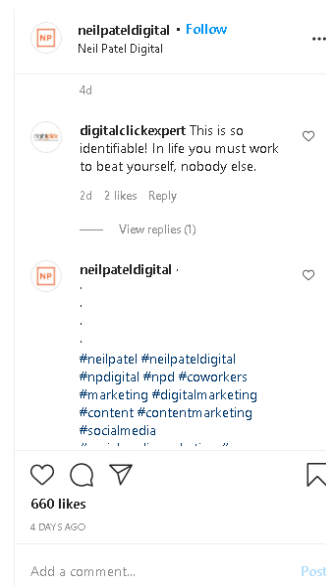 NP
neilpateldigital • Follow
Neil Patel Digital
4d
digitalclickexpert This is so
identifiable! In life you must work
to beat yourself, nobody else.
2d 2 likes Reply
View replies (1)
NP
neilpateldigital .
.
.
.
.
#neilpatel #neilpateldigital
#npdigital #npd #coworkers
#marketing #digitalmarketing
#content #contentmarketing
#socialmedia
660 likes
4 DAYS AGO
Add a comment... Post